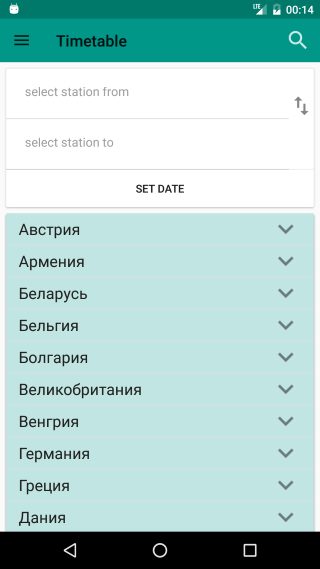 LTE 00:14
Timetable
select station from
select station to
SET DATE
Австрия
Армения
Беларусь
Бельгия
Болгария
Великобритания
Венгрия
Германия
Греция
Дания